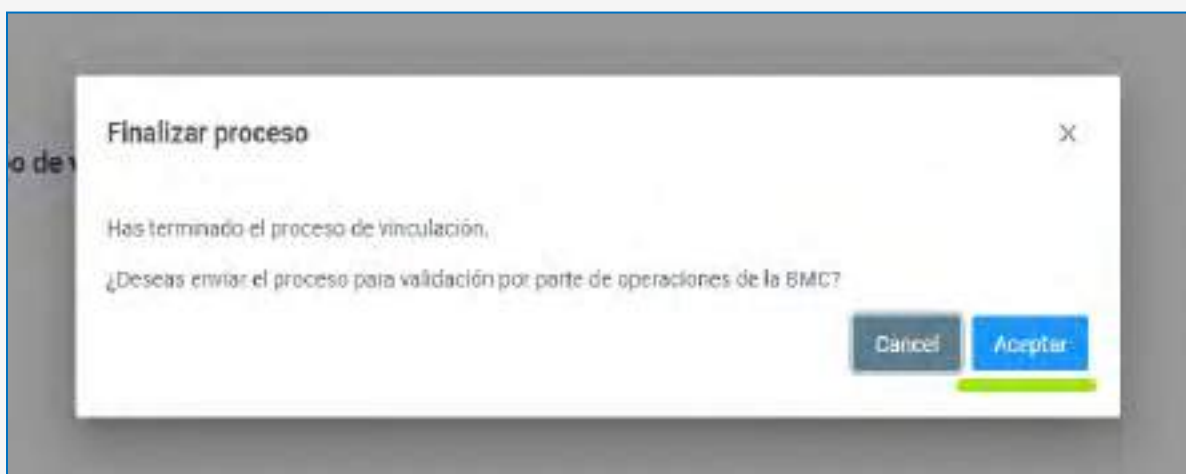 Finalizar proceso
×
o de
Has terminado el proceso de vinculación.
¿Deseas enviar el proceso para validación por parte de operaciones de la BMC?
Cancel Aceptar